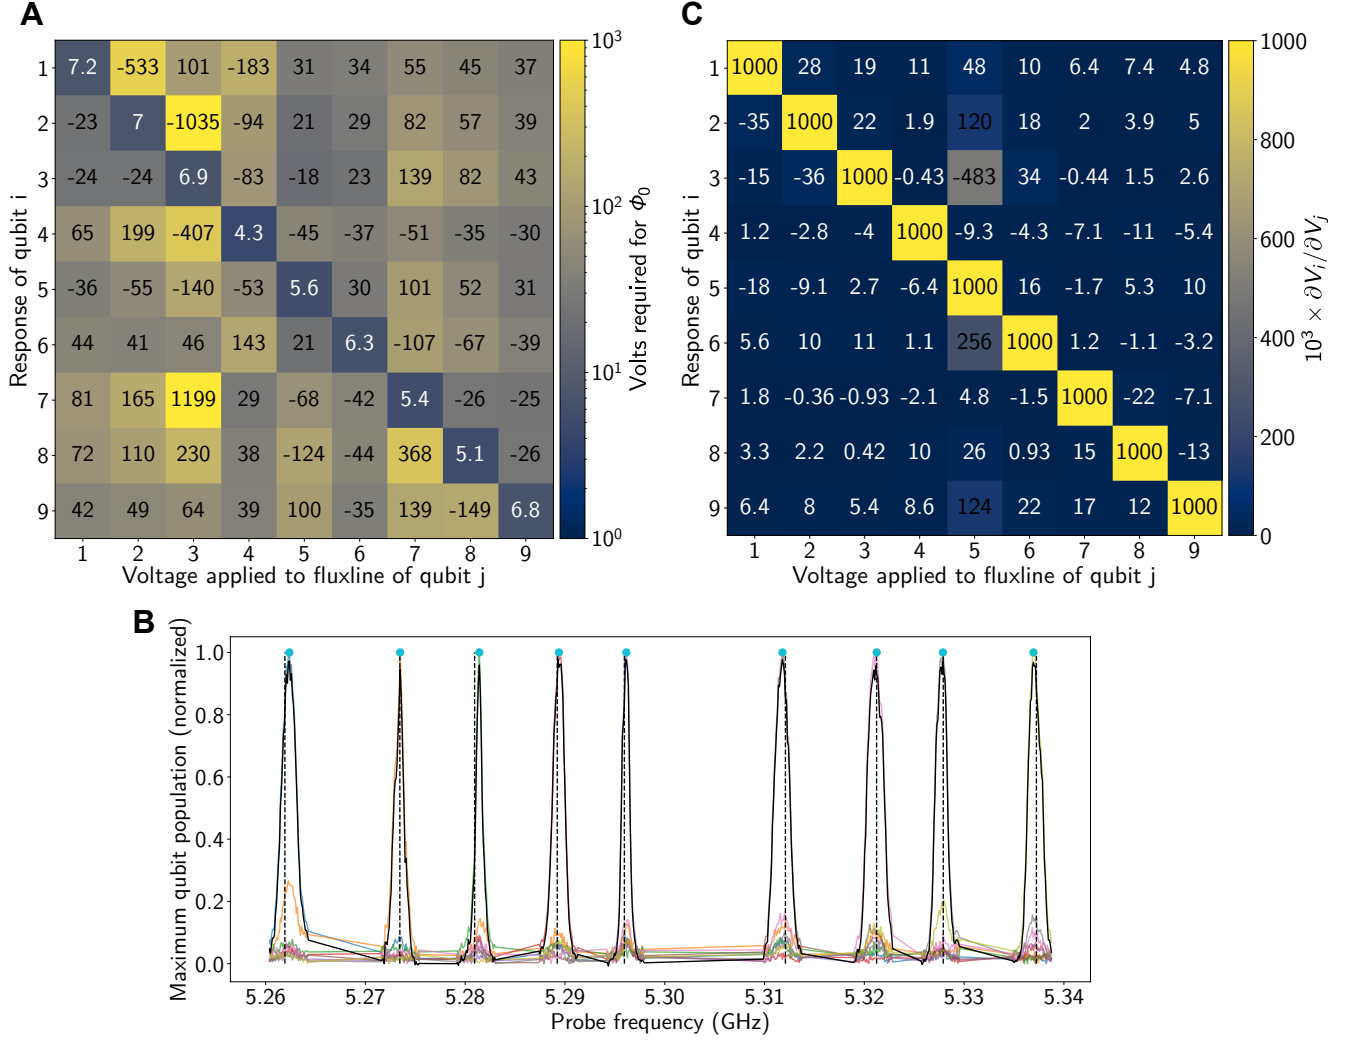 A
Response of qubit i
1 7.2 -533 101 -183 31 34 55 45 37
2 -23 7 -1035 -94 21 29 82 57 39
3 -24 -24 6.9 -83 -18 23 139 82 43
4 65 199 -407 4.3 -45 -37 -51 -35 -30
5 -36 -55 -140 -53 5.6 30 101 52 31
6 44 41 46 143 21 6.3 -107 -67 -39
7 81 165 1199 29 -68 -42 5.4 -26 -25
8 72 110 230 38 -124 -44 368 5.1 -26
9 42 49 64 39 100 -35 139 -149 6.8
1 2 3 4 5 6 7 8 9
Voltage applied to fluxline of qubit j
10³
10²
10¹
10⁰
Volts required for Φ₀
C
Response of qubit i
1 1000 28 19 11 48 10 6.4 7.4 4.8
2 -35 1000 22 1.9 120 18 2 3.9 5
3 -15 -36 1000 -0.43 -483 34 -0.44 1.5 2.6
4 1.2 -2.8 -4 1000 -9.3 -4.3 -7.1 -11 -5.4
5 -18 -9.1 2.7 -6.4 1000 16 -1.7 5.3 10
6 5.6 10 11 1.1 256 1000 1.2 -1.1 -3.2
7 1.8 -0.36 -0.93 -2.1 4.8 -1.5 1000 -22 -7.1
8 3.3 2.2 0.42 10 26 0.93 15 1000 -13
9 6.4 8 5.4 8.6 124 22 17 12 1000
1 2 3 4 5 6 7 8 9
Voltage applied to fluxline of qubit j
1000
800
600
400
200
0
10³ × ∂Vᵢ/∂Vⱼ
B
Maximum qubit population (normalized)
1.0
0.8
0.6
0.4
0.2
0.0
5.26 5.27 5.28 5.29 5.30 5.31 5.32 5.33 5.34
Probe frequency (GHz)